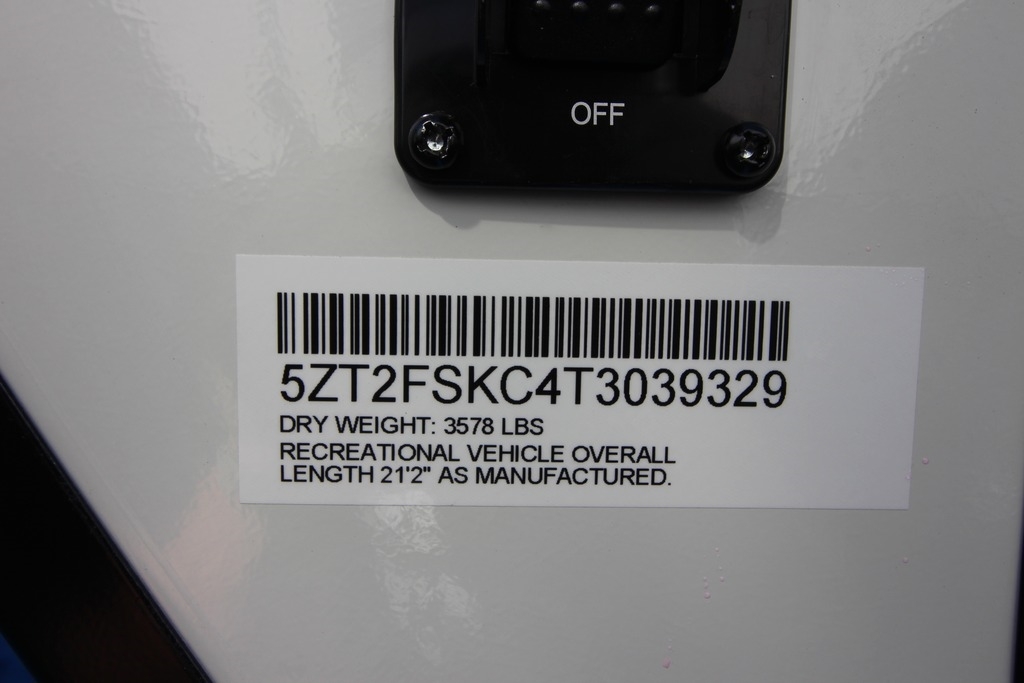 OFF
5ZT2FSKC4T3039329
DRY WEIGHT: 3578 LBS
RECREATIONAL VEHICLE OVERALL
LENGTH 21'2" AS MANUFACTURED.